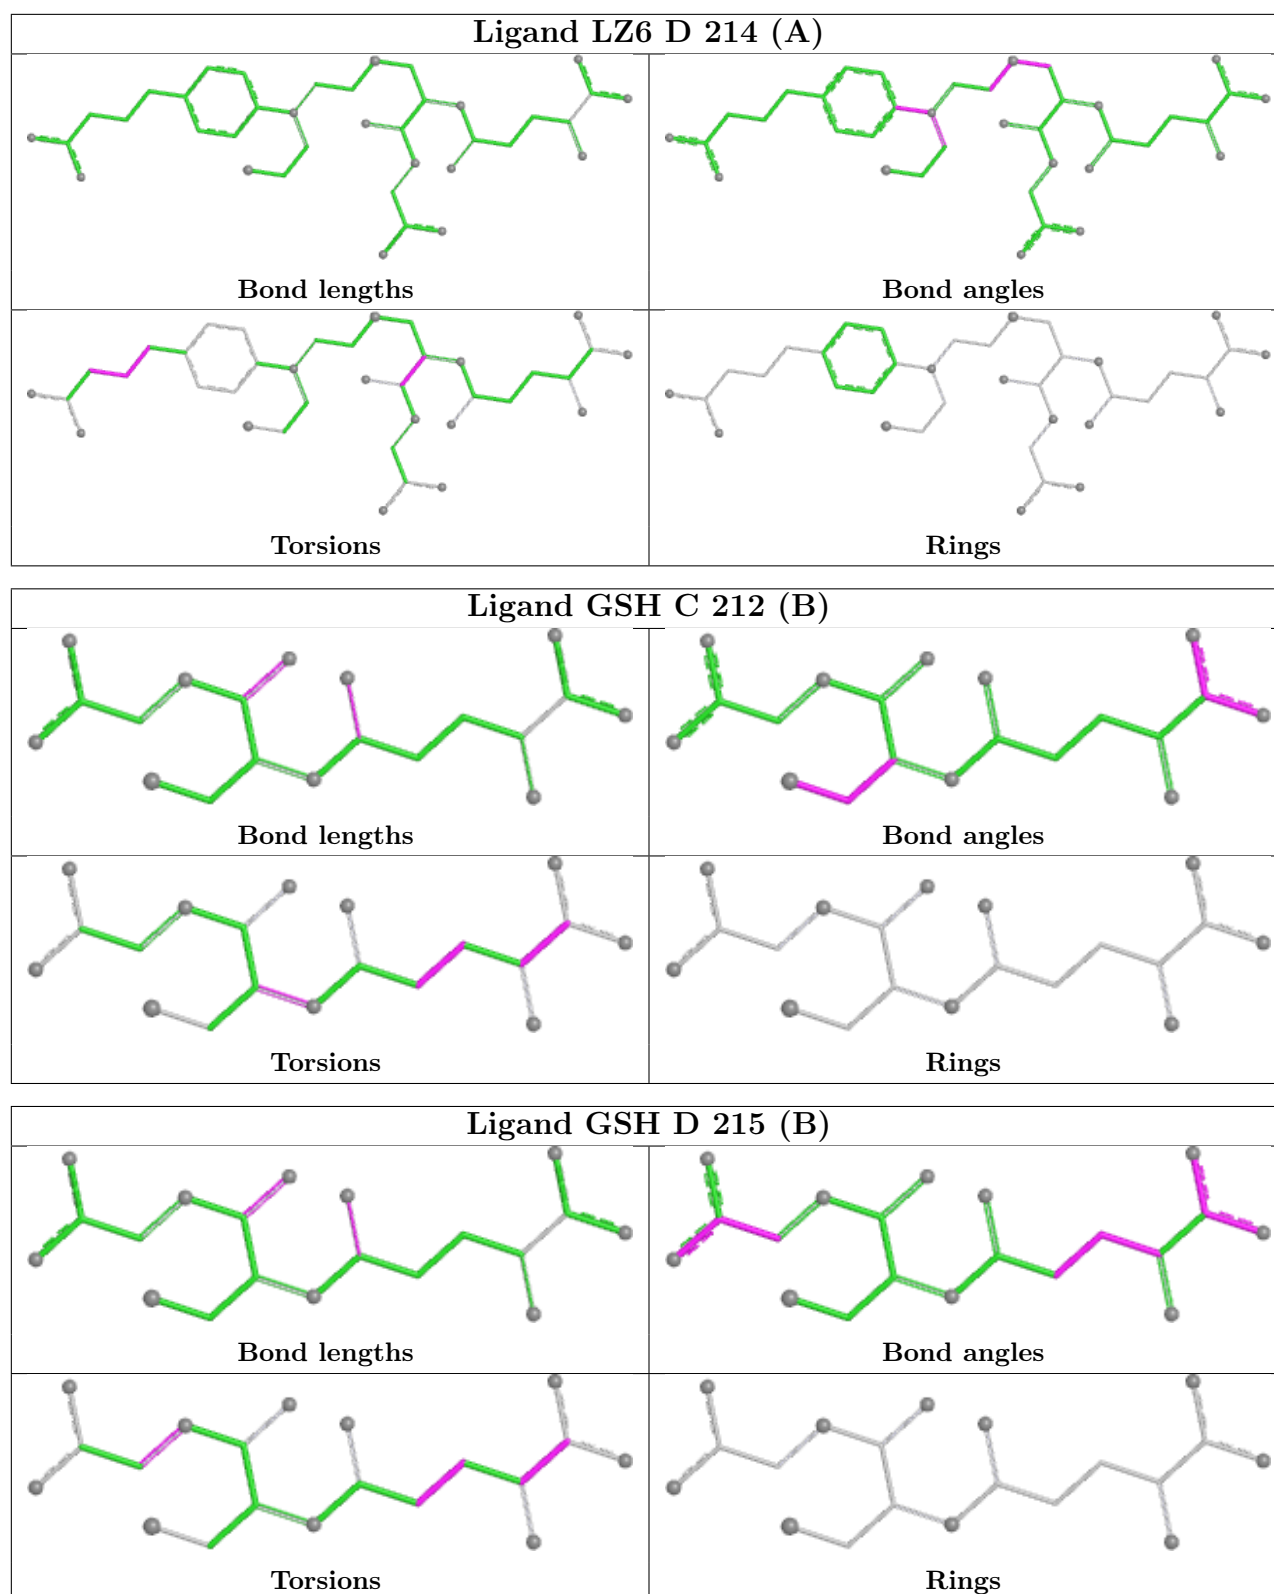 Ligand LZ6 D 214 (A)
Bond lengths
Bond angles
Torsions
Rings
Ligand GSH C 212 (B)
Bond lengths
Bond angles
Torsions
Rings
Ligand GSH D 215 (B)
Bond lengths
Bond angles
Torsions
Rings